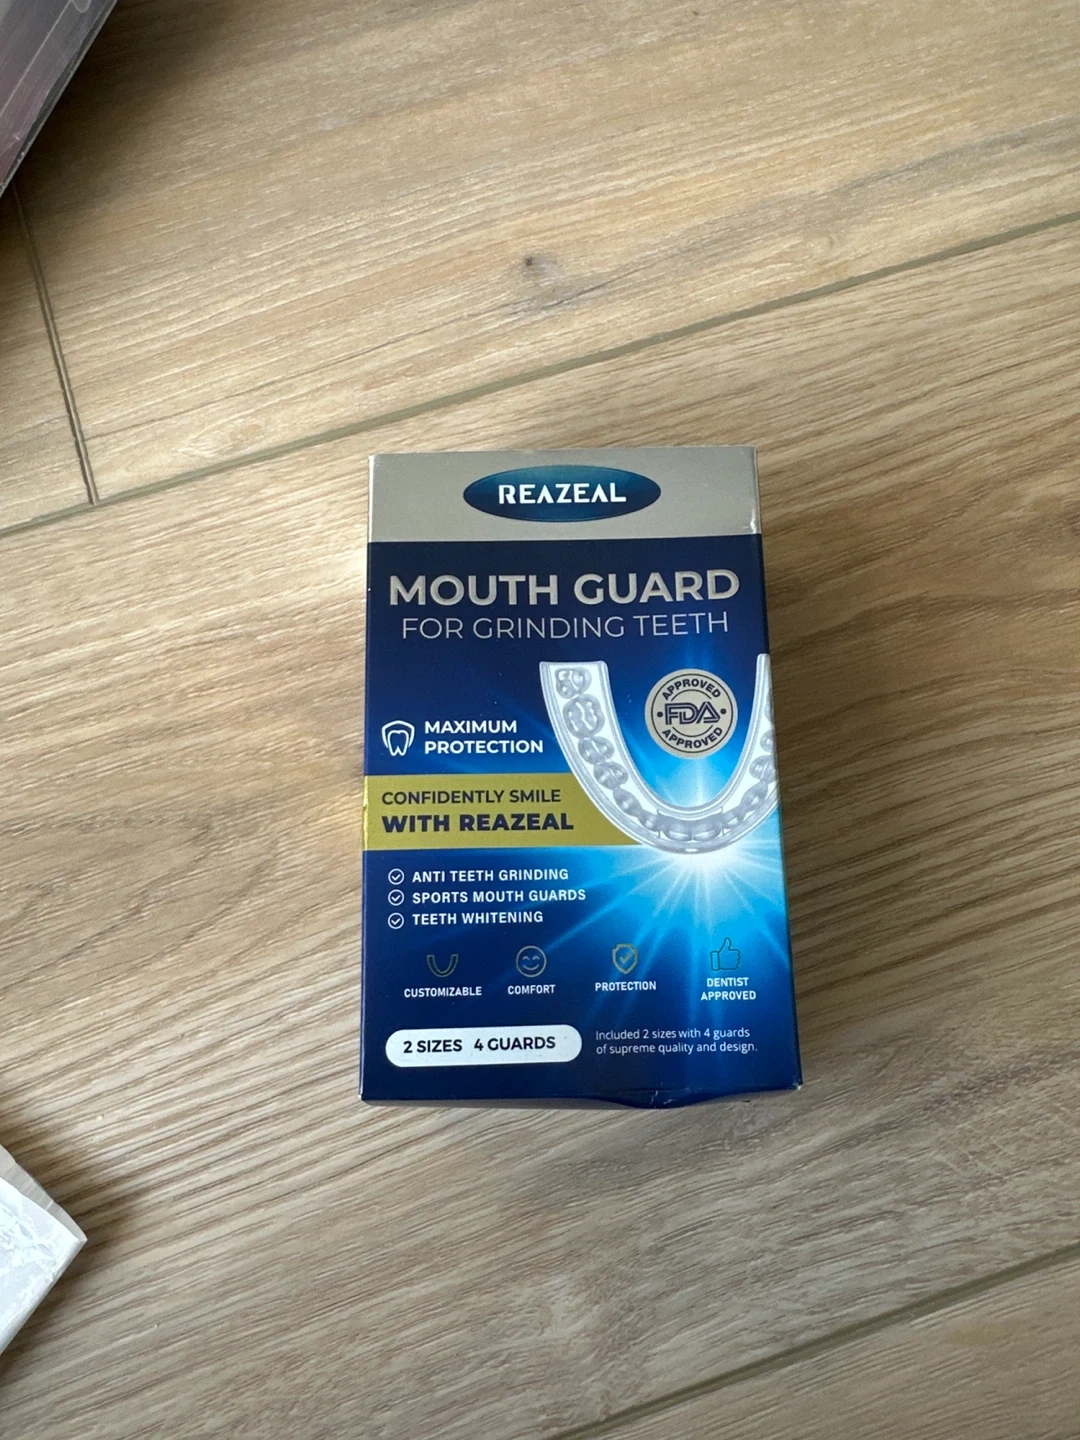 REAZEAL
MOUTH GUARD
FOR GRINDING TEETH
APPROVED
FDA
APPROVED
MAXIMUM
PROTECTION
CONFIDENTLY SMILE
WITH REAZEAL
ANTI TEETH GRINDING
SPORTS MOUTH GUARDS
TEETH WHITENING
CUSTOMIZABLE
COMFORT
PROTECTION
DENTIST
APPROVED
2 SIZES 4 GUARDS
Included 2 sizes with 4 guards
of supreme quality and design.